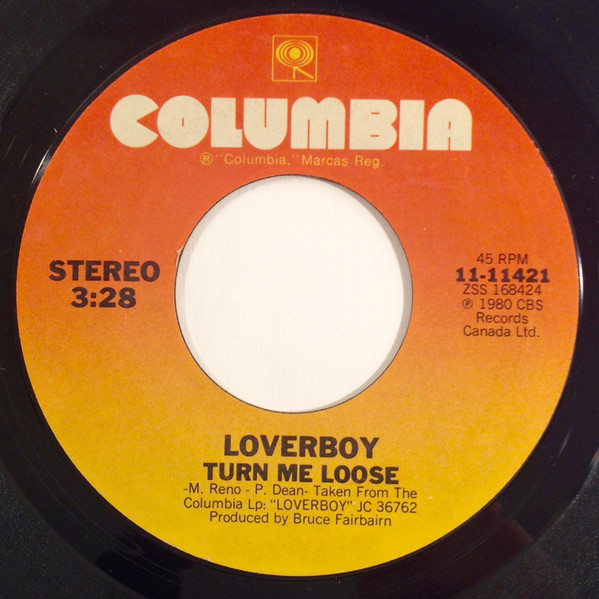 COLUMBIA
® "Columbia," Marcas Reg.
STEREO
3:28
45 RPM
11-11421
ZSS 168424
℗ 1980 CBS
Records
Canada Ltd.
LOVERBOY
TURN ME LOOSE
-M. Reno - P. Dean- Taken From The
Columbia Lp: "LOVERBOY" JC 36762
Produced by Bruce Fairbairn